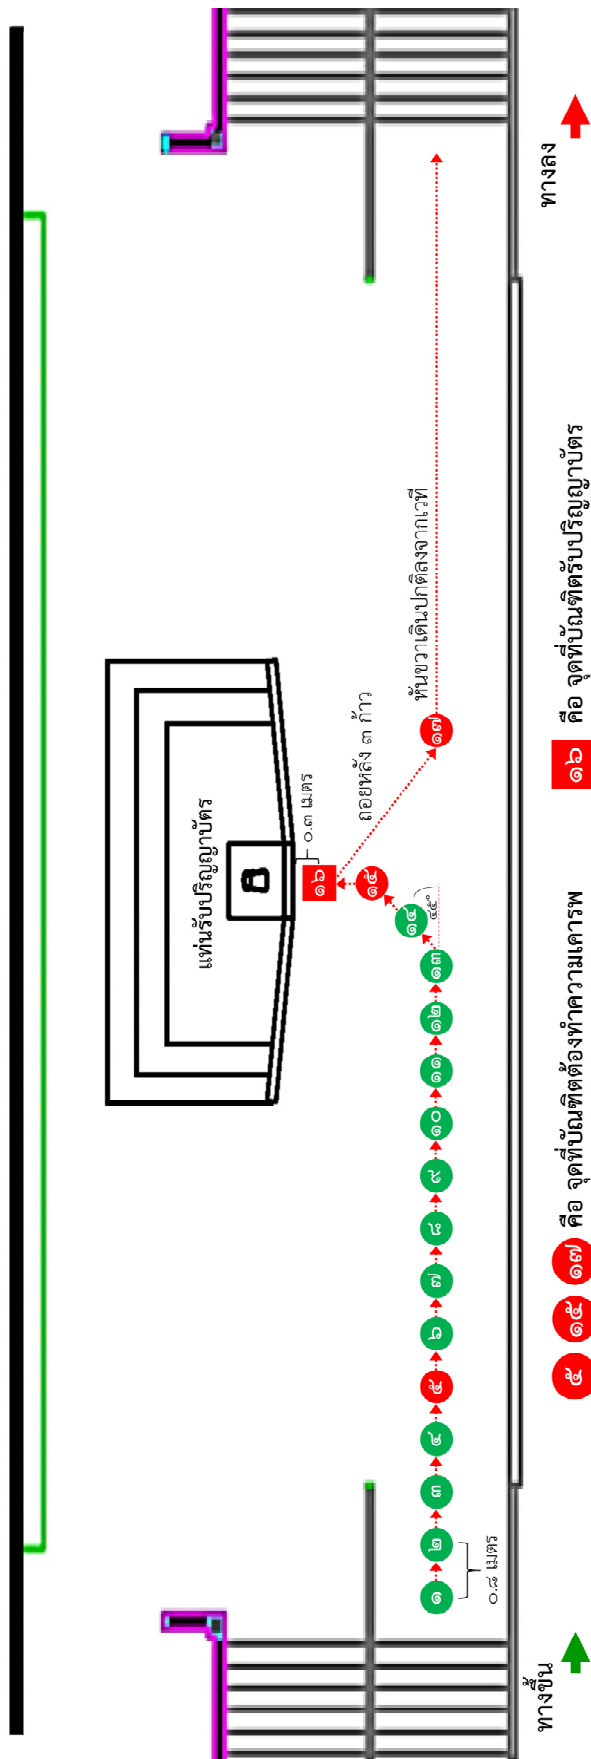 แท่นรับปริญญาบัตร
๐.๓ เมตร
ถอยหลัง ๓ ก้าว
หันขวาเดินปกติลงจากเวที
๑ ๒ ๓ ๔ ๕ ๖ ๗ ๘ ๙ ๑๐ ๑๑ ๑๒ ๑๓ ๑๔ ๑๕ ๑๖ ๑๗
๔๕°
๐.๘ เมตร
ทางขึ้น
ทางลง
๕ ๑๕ ๑๗ คือ จุดที่บัณฑิตต้องทำความเคารพ
๑๖ คือ จุดที่บัณฑิตรับปริญญาบัตร